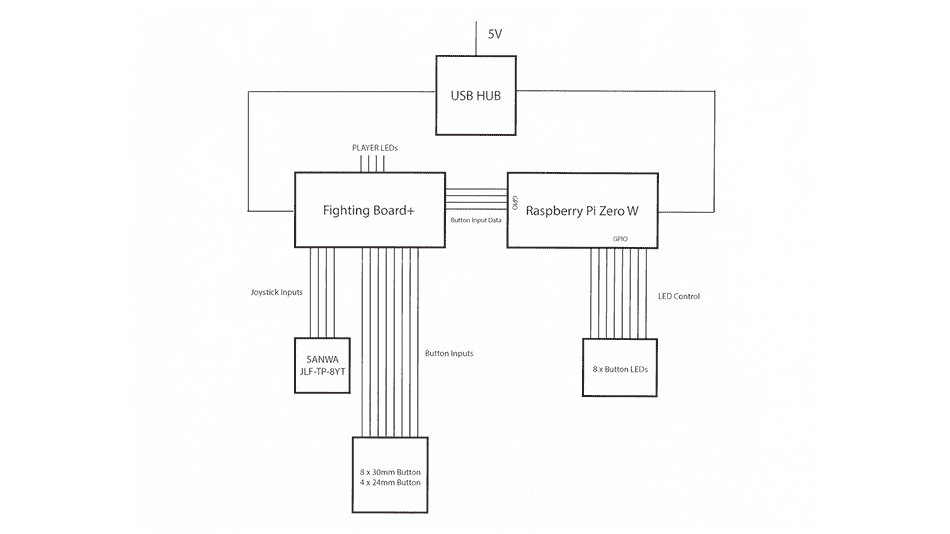 5V
USB HUB
PLAYER LEDs
Fighting Board+
GPIO
Button Input Data
Raspberry Pi Zero W
GPIO
Joystick Inputs
LED Control
SANWA
JLF-TP-8YT
Button Inputs
8 x Button LEDs
8 x 30mm Button
4 x 24mm Button